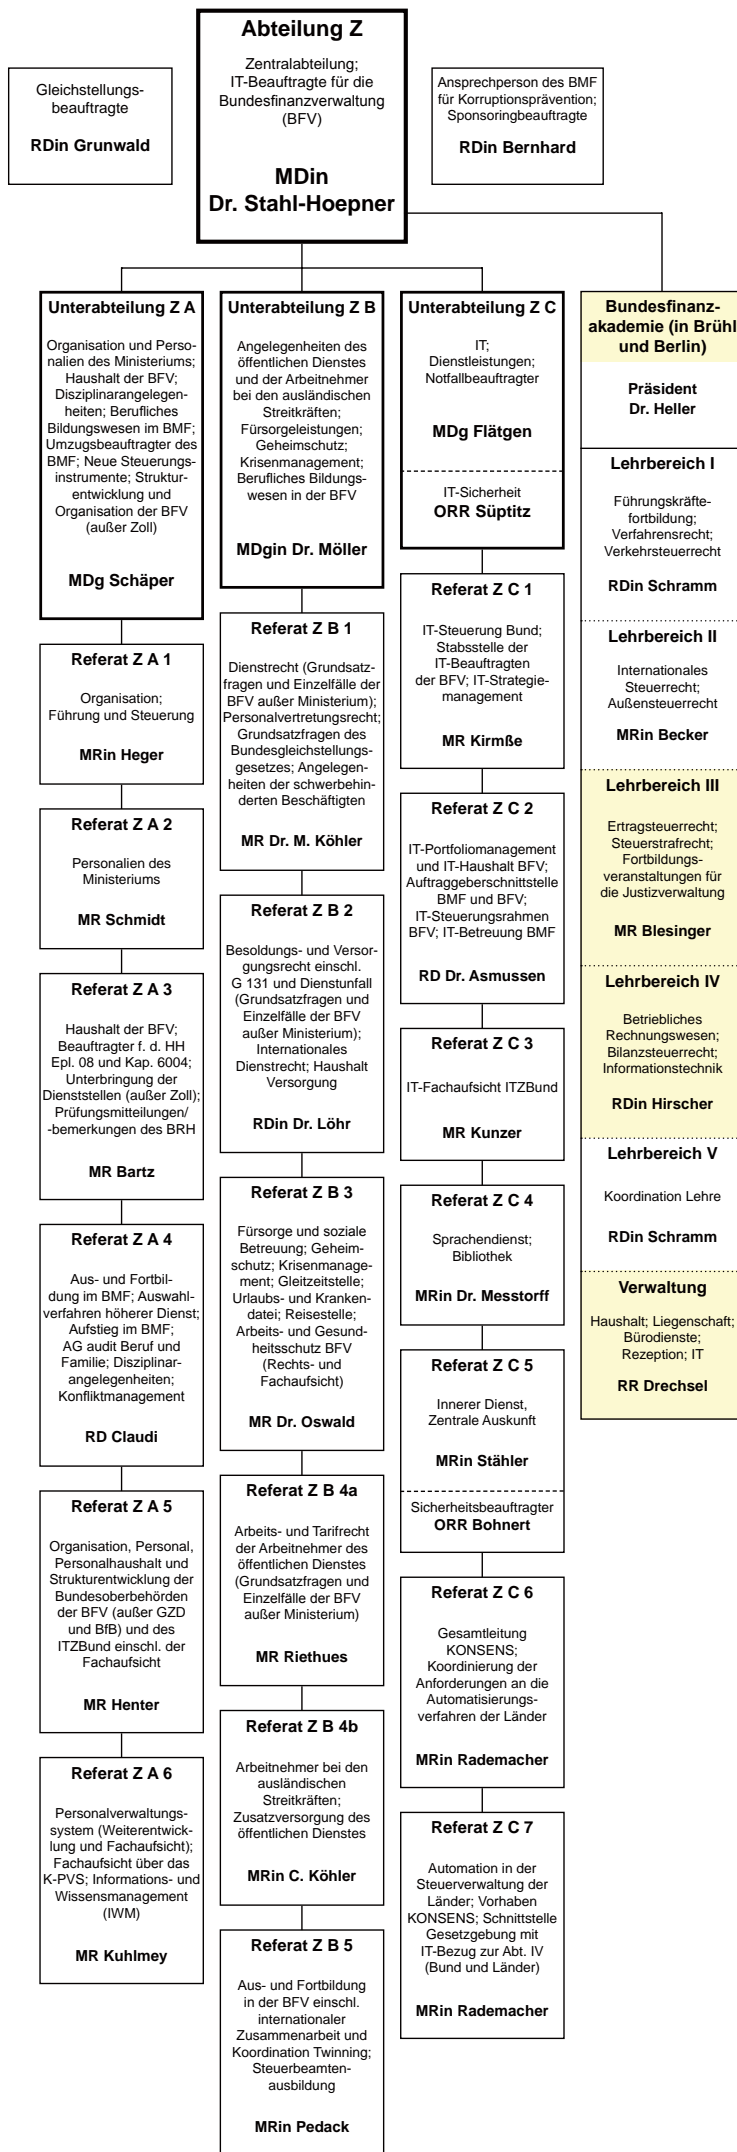 Abteilung Z
Zentralabteilung;
IT-Beauftragte für die
Bundesfinanzverwaltung
(BFV)
MDin
Dr. Stahl-Hoepner
Gleichstellungs-
beauftragte
RDin Grunwald
Ansprechperson des BMF
für Korruptionsprävention;
Sponsoringbeauftragte
RDin Bernhard
Unterabteilung Z A
Organisation und Perso-
nalien des Ministeriums;
Haushalt der BFV;
Disziplinarangelegen-
heiten; Berufliches
Bildungswesen im BMF;
Umzugsbeauftragter des
BMF; Neue Steuerungs-
instrumente; Struktur-
entwicklung und
Organisation der BFV
(außer Zoll)
MDg Schäper
Referat Z A 1
Organisation;
Führung und Steuerung
MRin Heger
Referat Z A 2
Personalien des
Ministeriums
MR Schmidt
Referat Z A 3
Haushalt der BFV;
Beauftragter f. d. HH
Epl. 08 und Kap. 6004;
Unterbringung der
Dienststellen (außer Zoll);
Prüfungsmitteilungen/
-bemerkungen des BRH
MR Bartz
Referat Z A 4
Aus- und Fortbil-
dung im BMF; Auswahl-
verfahren höherer Dienst;
Aufstieg im BMF;
AG audit Beruf und
Familie; Disziplinar-
angelegenheiten;
Konfliktmanagement
RD Claudi
Referat Z A 5
Organisation, Personal,
Personalhaushalt und
Strukturentwicklung der
Bundesoberbehörden
der BFV (außer GZD
und BfB) und des
ITZBund einschl. der
Fachaufsicht
MR Henter
Referat Z A 6
Personalverwaltungs-
system (Weiterentwick-
lung und Fachaufsicht);
Fachaufsicht über das
K-PVS; Informations- und
Wissensmanagement
(IWM)
MR Kuhlmey
Unterabteilung Z B
Angelegenheiten des
öffentlichen Dienstes
und der Arbeitnehmer
bei den ausländischen
Streitkräften;
Fürsorgeleistungen;
Geheimschutz;
Krisenmanagement;
Berufliches Bildungs-
wesen in der BFV
MDgin Dr. Möller
Referat Z B 1
Dienstrecht (Grundsatz-
fragen und Einzelfälle der
BFV außer Ministerium);
Personalvertretungsrecht;
Grundsatzfragen des
Bundesgleichstellungs-
gesetzes; Angelegen-
heiten der schwerbehin-
derten Beschäftigten
MR Dr. M. Köhler
Referat Z B 2
Besoldungs- und Versor-
gungsrecht einschl.
G 131 und Dienstunfall
(Grundsatzfragen und
Einzelfälle der BFV
außer Ministerium);
Internationales
Dienstrecht; Haushalt
Versorgung
RDin Dr. Löhr
Referat Z B 3
Fürsorge und soziale
Betreuung; Geheim-
schutz; Krisenmanage-
ment; Gleitzeitstelle;
Urlaubs- und Kranken-
datei; Reisestelle;
Arbeits- und Gesund-
heitsschutz BFV
(Rechts- und
Fachaufsicht)
MR Dr. Oswald
Referat Z B 4a
Arbeits- und Tarifrecht
der Arbeitnehmer des
öffentlichen Dienstes
(Grundsatzfragen und
Einzelfälle der BFV
außer Ministerium)
MR Riethues
Referat Z B 4b
Arbeitnehmer bei den
ausländischen
Streitkräften;
Zusatzversorgung des
öffentlichen Dienstes
MRin C. Köhler
Referat Z B 5
Aus- und Fortbildung
in der BFV einschl.
internationaler
Zusammenarbeit und
Koordination Twinning;
Steuerbeamten-
ausbildung
MRin Pedack
Unterabteilung Z C
IT;
Dienstleistungen;
Notfallbeauftragter
MDg Flätgen
IT-Sicherheit
ORR Süptitz
Referat Z C 1
IT-Steuerung Bund;
Stabsstelle der
IT-Beauftragten
der BFV; IT-Strategie-
management
MR Kirmße
Referat Z C 2
IT-Portfoliomanagement
und IT-Haushalt BFV;
Auftraggeberschnittstelle
BMF und BFV;
IT-Steuerungsrahmen
BFV; IT-Betreuung BMF
RD Dr. Asmussen
Referat Z C 3
IT-Fachaufsicht ITZBund
MR Kunzer
Referat Z C 4
Sprachendienst;
Bibliothek
MRin Dr. Messtorff
Referat Z C 5
Innerer Dienst,
Zentrale Auskunft
MRin Stähler
Sicherheitsbeauftragter
ORR Bohnert
Referat Z C 6
Gesamtleitung
KONSENS;
Koordinierung der
Anforderungen an die
Automatisierungs-
verfahren der Länder
MRin Rademacher
Referat Z C 7
Automation in der
Steuerverwaltung der
Länder; Vorhaben
KONSENS; Schnittstelle
Gesetzgebung mit
IT-Bezug zur Abt. IV
(Bund und Länder)
MRin Rademacher
Bundesfinanz-
akademie (in Brühl
und Berlin)
Präsident
Dr. Heller
Lehrbereich I
Führungskräfte-
fortbildung;
Verfahrensrecht;
Verkehrsteuerrecht
RDin Schramm
Lehrbereich II
Internationales
Steuerrecht;
Außensteuerrecht
MRin Becker
Lehrbereich III
Ertragsteuerrecht;
Steuerstrafrecht;
Fortbildungs-
veranstaltungen für
die Justizverwaltung
MR Blesinger
Lehrbereich IV
Betriebliches
Rechnungswesen;
Bilanzsteuerrecht;
Informationstechnik
RDin Hirscher
Lehrbereich V
Koordination Lehre
RDin Schramm
Verwaltung
Haushalt; Liegenschaft;
Bürodienste;
Rezeption; IT
RR Drechsel